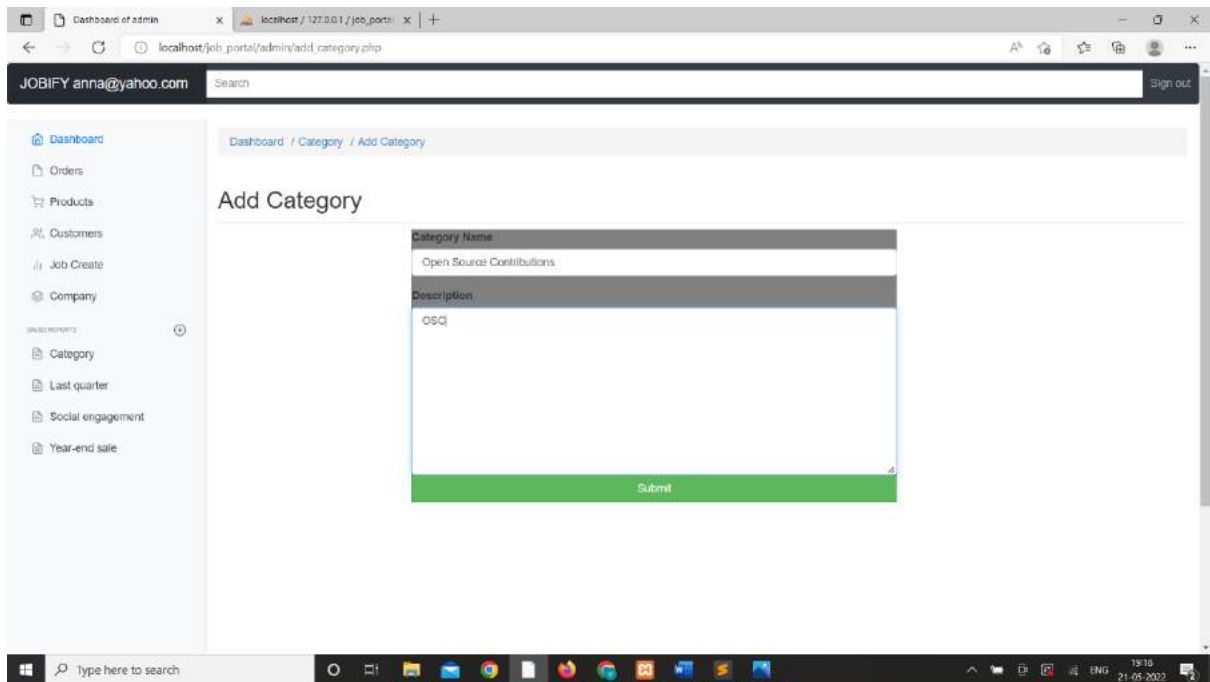 Dashboard of admin
localhost / 127.0.0.1 / job_portal
localhost/job_portal/admin/add_category.php
JOBIFY anna@yahoo.com
Search
Sign out
Dashboard
Dashboard / Category / Add Category
Orders
Products
Add Category
Customers
Category Name
Job Create
Open Source Contributions
Company
Description
SAVED REPORTS
OSC
Category
Last quarter
Social engagement
Year-end sale
Submit
Type here to search
ENG
19:18
21-05-2022